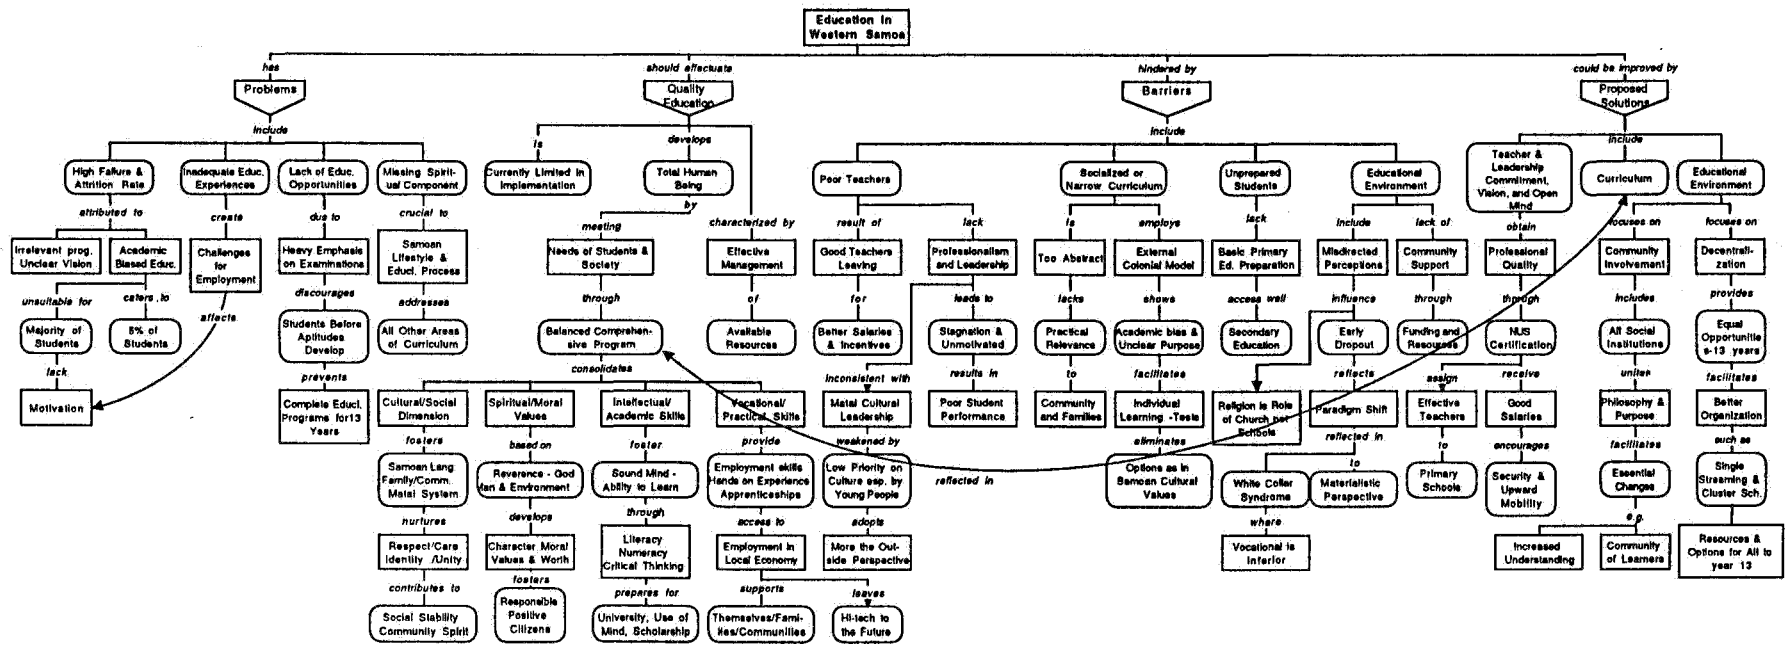 Education in
Western Samoa
has
should effectuate
hindered by
could be improved by
Problems
Quality
Education
Barriers
Proposed
Solutions
include
is
develops
include
include
High Failure &
Attrition Rate
Inadequate Educ.
Experiences
Lack of Educ.
Opportunities
Missing Spirit-
ual Component
Currently Limited in
Implementation
Total Human
Being
Poor Teachers
Socialized or
Narrow Curriculum
Unprepared
Students
Educational
Environment
Teacher &
Leadership
Commitment,
Vision, and Open
Mind
Curriculum
Educational
Environment
attributed to
create
due to
crucial to
by
meeting
characterized by
result of
lack
is
employs
lack
include
lack of
obtain
focuses on
focuses on
Irrelevant prog.
Unclear Vision
Academic
Biased Educ.
Challenges
for
Employment
Heavy Emphasis
on Examinations
Samoan
Lifestyle &
Educl. Process
Needs of Students &
Society
Effective
Management
Good Teachers
Leaving
Professionalism
and Leadership
Too Abstract
External
Colonial Model
Basic Primary
Ed. Preparation
Misdirected
Perceptions
Community
Support
Professional
Quality
Community
Involvement
Decentrali-
zation
unsuitable for
caters to
affects
discourages
addresses
through
of
for
leads to
lacks
shows
access well
influence
through
through
includes
provides
Majority of
Students
5% of
Students
Students Before
Aptitudes
Develop
All Other Areas
of Curriculum
Balanced Comprehen-
sive Program
Available
Resources
Better Salaries
& Incentives
Stagnation &
Unmotivated
Practical
Relevance
Academic bias &
Unclear Purpose
Secondary
Education
Early
Dropout
Funding and
Resources
NUS
Certification
All Social
Institutions
Equal
Opportunitie
s-13 years
lack
prevents
consolidates
inconsistent with
results in
to
facilitates
reflects
assign
receive
unites
facilitates
Motivation
Complete Educl.
Programs for13
Years
Cultural/Social
Dimension
Spiritual/Moral
Values
Intellectual/
Academic Skills
Vocational/
Practical Skills
Matai Cultural
Leadership
Poor Student
Performance
Community
and Families
Individual
Learning -Tests
Religion is Role
of Church not
Schools
Paradigm Shift
Effective
Teachers
Good
Salaries
Philosophy &
Purpose
Better
Organization
fosters
based on
foster
provide
weakened by
eliminates
reflected in
to
encourages
facilitates
such as
Samoan Lang
Family/Comm.
Matai System
Reverence - God
Man & Environment
Sound Mind -
Ability to Learn
Employment skills
Hands on Experience
Apprenticeships
Low Priority on
Culture esp. by
Young People
reflected in
Options as in
Samoan Cultural
Values
White Collar
Syndrome
to
Materialistic
Perspective
Primary
Schools
Security &
Upward
Mobility
Essential
Changes
Single
Streaming &
Cluster Sch.
nurtures
develops
through
access to
adopts
where
e.g.
Respect/Care
Identity /Unity
Character Moral
Values & Worth
Literacy
Numeracy
Critical Thinking
Employment in
Local Economy
More the Out-
side Perspective
Vocational is
Inferior
Increased
Understanding
Community
of Learners
Resources &
Options for All to
year 13
contributes to
fosters
prepares for
supports
leaves
Social Stability
Community Spirit
Responsible
Positive
Citizens
University, Use of
Mind, Scholarship
Themselves/Fami-
lies/Communities
Hi-tech to
the Future